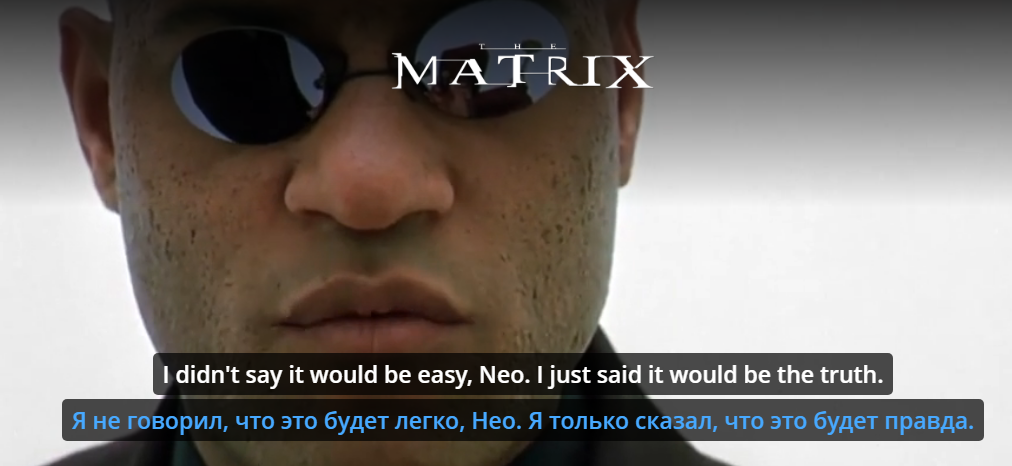 THE
MATRIX
I didn't say it would be easy, Neo. I just said it would be the truth.
Я не говорил, что это будет легко, Нео. Я только сказал, что это будет правда.